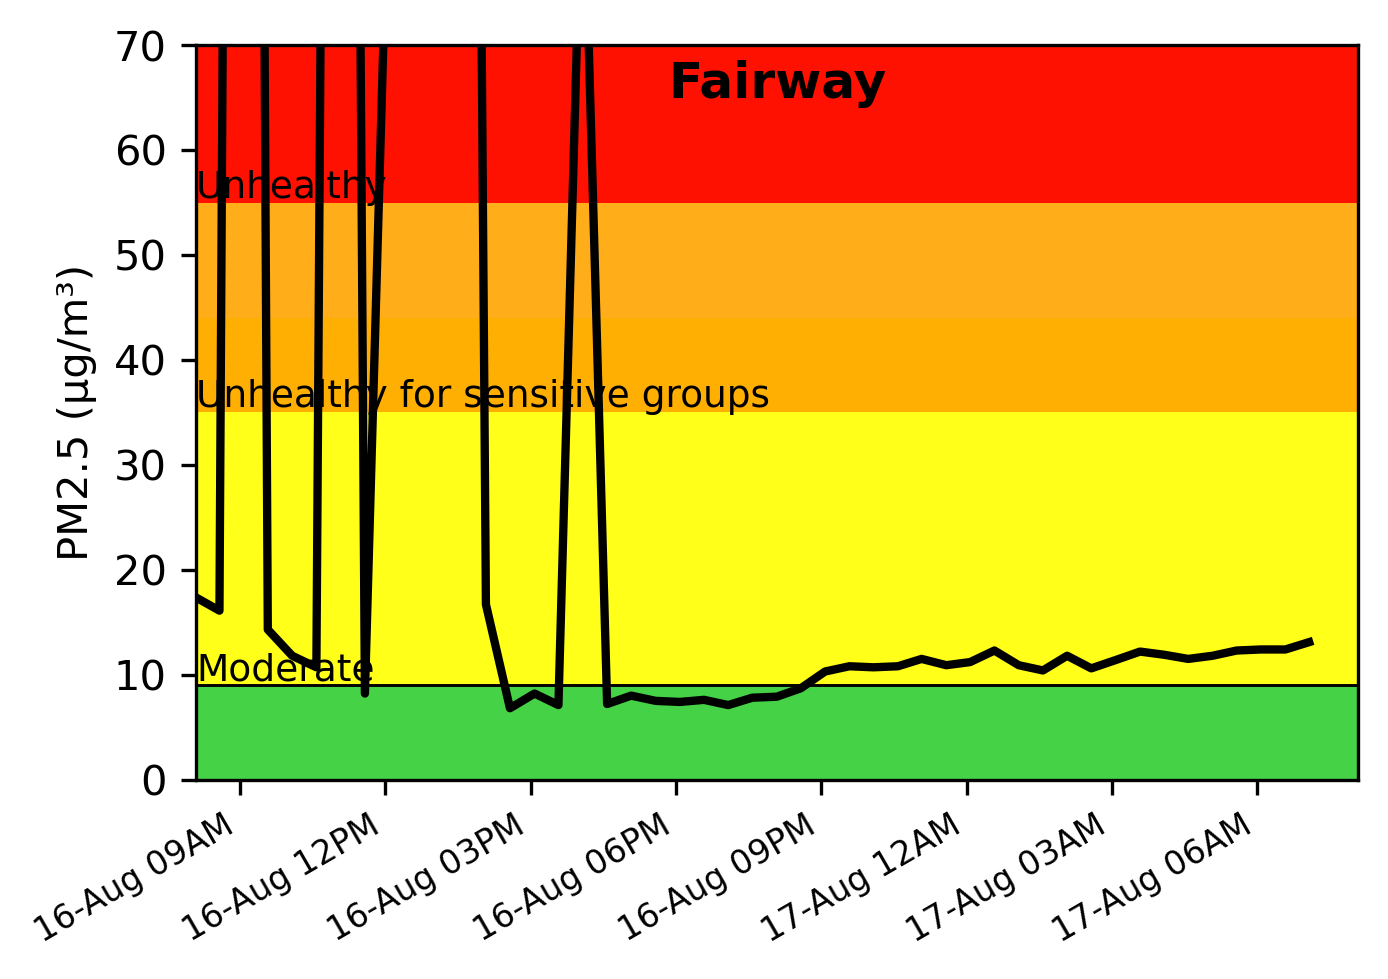 Fairway
70
60
50
40
30
20
10
0
PM2.5 (µg/m³)
Unhealthy
Unhealthy for sensitive groups
Moderate
16-Aug 09AM
16-Aug 12PM
16-Aug 03PM
16-Aug 06PM
16-Aug 09PM
17-Aug 12AM
17-Aug 03AM
17-Aug 06AM